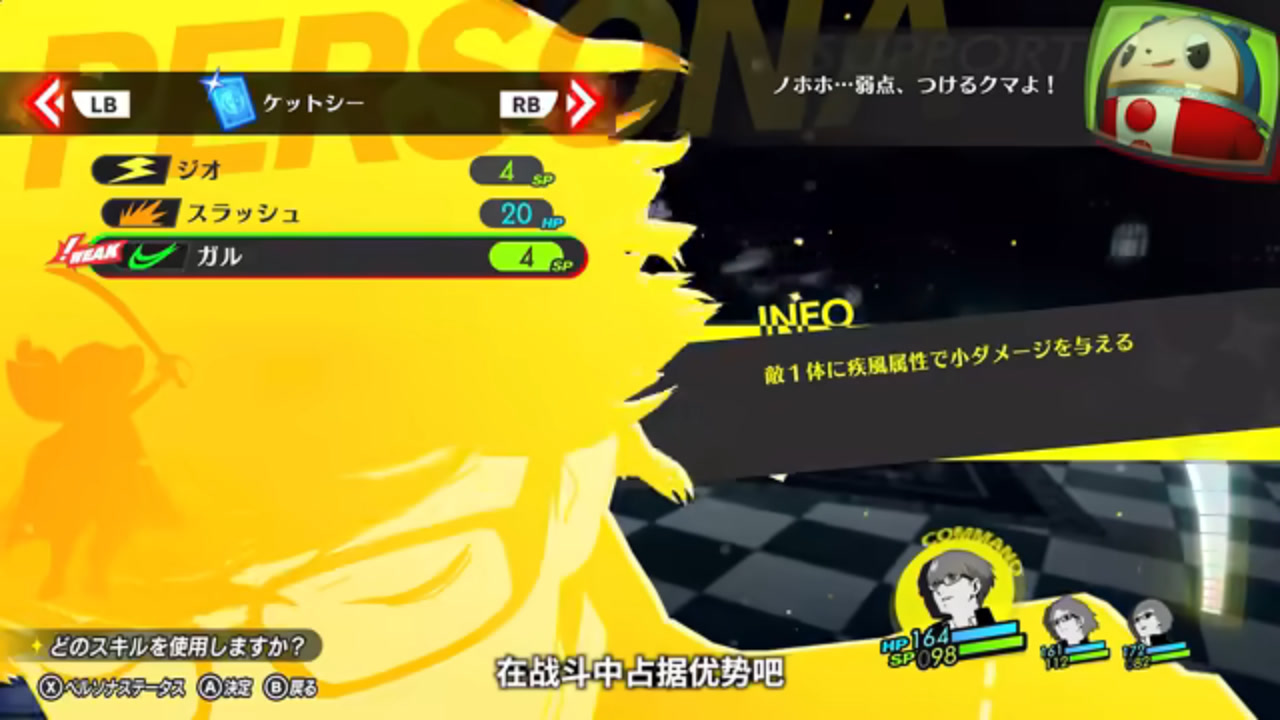 PERSONA
SUPPORT
LB
ケットシー
RB
ノホホ…弱点、つけるクマよ！
ジオ
4 SP
スラッシュ
20 HP
!WEAK
ガル
4 SP
INFO
敵1体に疾風属性で小ダメージを与える
COMMAND
HP 164
SP 098
161
112
172
どのスキルを使用しますか？
X ペルソナステータス A 決定 B 戻る
在战斗中占据优势吧